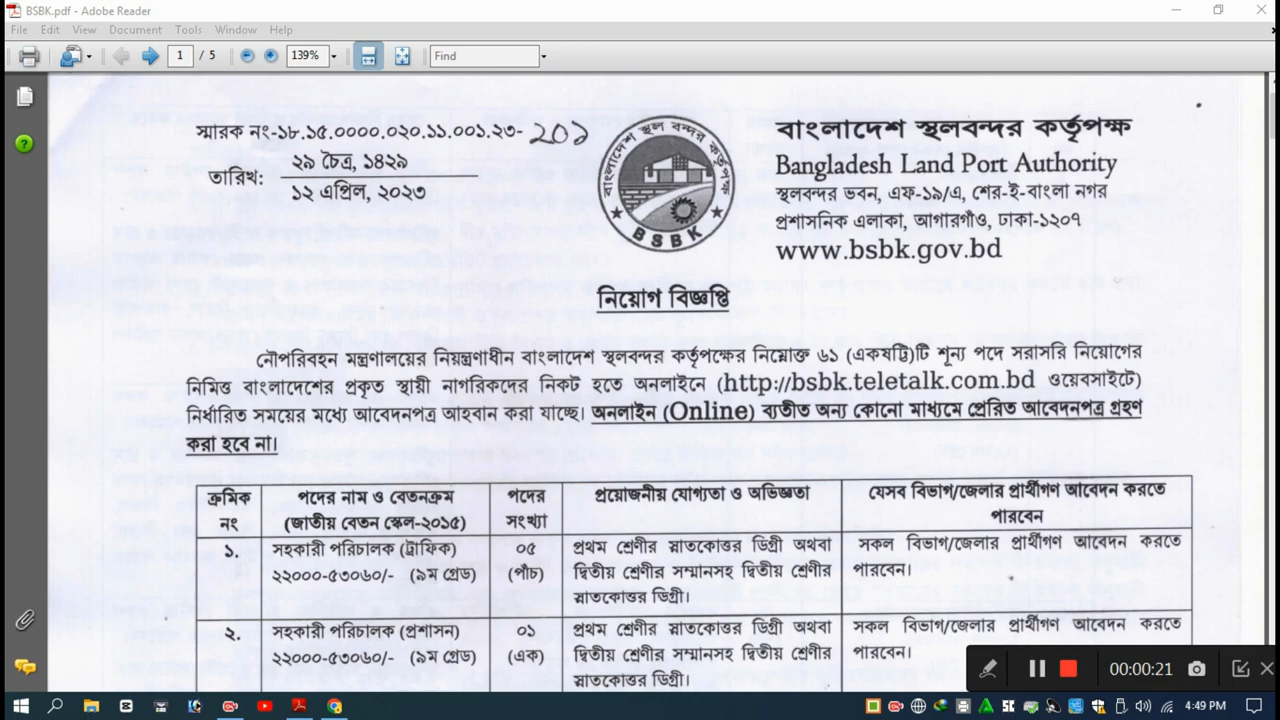 BSBK.pdf - Adobe Reader
File Edit View Document Tools Window Help
1 / 5 139% Find
স্মারক নং-১৮.১৫.০০০০.০২০.১১.০০১.২৩- ২০১
২৯ চৈত্র, ১৪২৯
তারিখ:
১২ এপ্রিল, ২০২৩
বাংলাদেশ স্থল বন্দর কর্তৃপক্ষ
BSBK
বাংলাদেশ স্থলবন্দর কর্তৃপক্ষ
Bangladesh Land Port Authority
স্থলবন্দর ভবন, এফ-১৯/এ, শের-ই-বাংলা নগর
প্রশাসনিক এলাকা, আগারগাঁও, ঢাকা-১২০৭
www.bsbk.gov.bd
নিয়োগ বিজ্ঞপ্তি
নৌপরিবহন মন্ত্রণালয়ের নিয়ন্ত্রণাধীন বাংলাদেশ স্থলবন্দর কর্তৃপক্ষের নিম্নোক্ত ৬১ (একষট্টি)টি শূন্য পদে সরাসরি নিয়োগের
নিমিত্ত বাংলাদেশের প্রকৃত স্থায়ী নাগরিকদের নিকট হতে অনলাইনে (http://bsbk.teletalk.com.bd ওয়েবসাইটে)
নির্ধারিত সময়ের মধ্যে আবেদনপত্র আহবান করা যাচ্ছে। অনলাইন (Online) ব্যতীত অন্য কোনো মাধ্যমে প্রেরিত আবেদনপত্র গ্রহণ
করা হবে না।
ক্রমিক নং
পদের নাম ও বেতনক্রম
(জাতীয় বেতন স্কেল-২০১৫)
পদের সংখ্যা
প্রয়োজনীয় যোগ্যতা ও অভিজ্ঞতা
যেসব বিভাগ/জেলার প্রার্থীগণ আবেদন করতে
পারবেন
১.
সহকারী পরিচালক (ট্রাফিক)
২২০০০-৫৩০৬০/- (৯ম গ্রেড)
০৫
(পাঁচ)
প্রথম শ্রেণীর স্নাতকোত্তর ডিগ্রী অথবা
দ্বিতীয় শ্রেণীর সম্মানসহ দ্বিতীয় শ্রেণীর
স্নাতকোত্তর ডিগ্রী।
সকল বিভাগ/জেলার প্রার্থীগণ আবেদন করতে
পারবেন।
২.
সহকারী পরিচালক (প্রশাসন)
২২০০০-৫৩০৬০/- (৯ম গ্রেড)
০১
(এক)
প্রথম শ্রেণীর স্নাতকোত্তর ডিগ্রী অথবা
দ্বিতীয় শ্রেণীর সম্মানসহ দ্বিতীয় শ্রেণীর
স্নাতকোত্তর ডিগ্রী।
সকল বিভাগ/জেলার প্রার্থীগণ আবেদন করতে
পারবেন।
00:00:21
4:49 PM